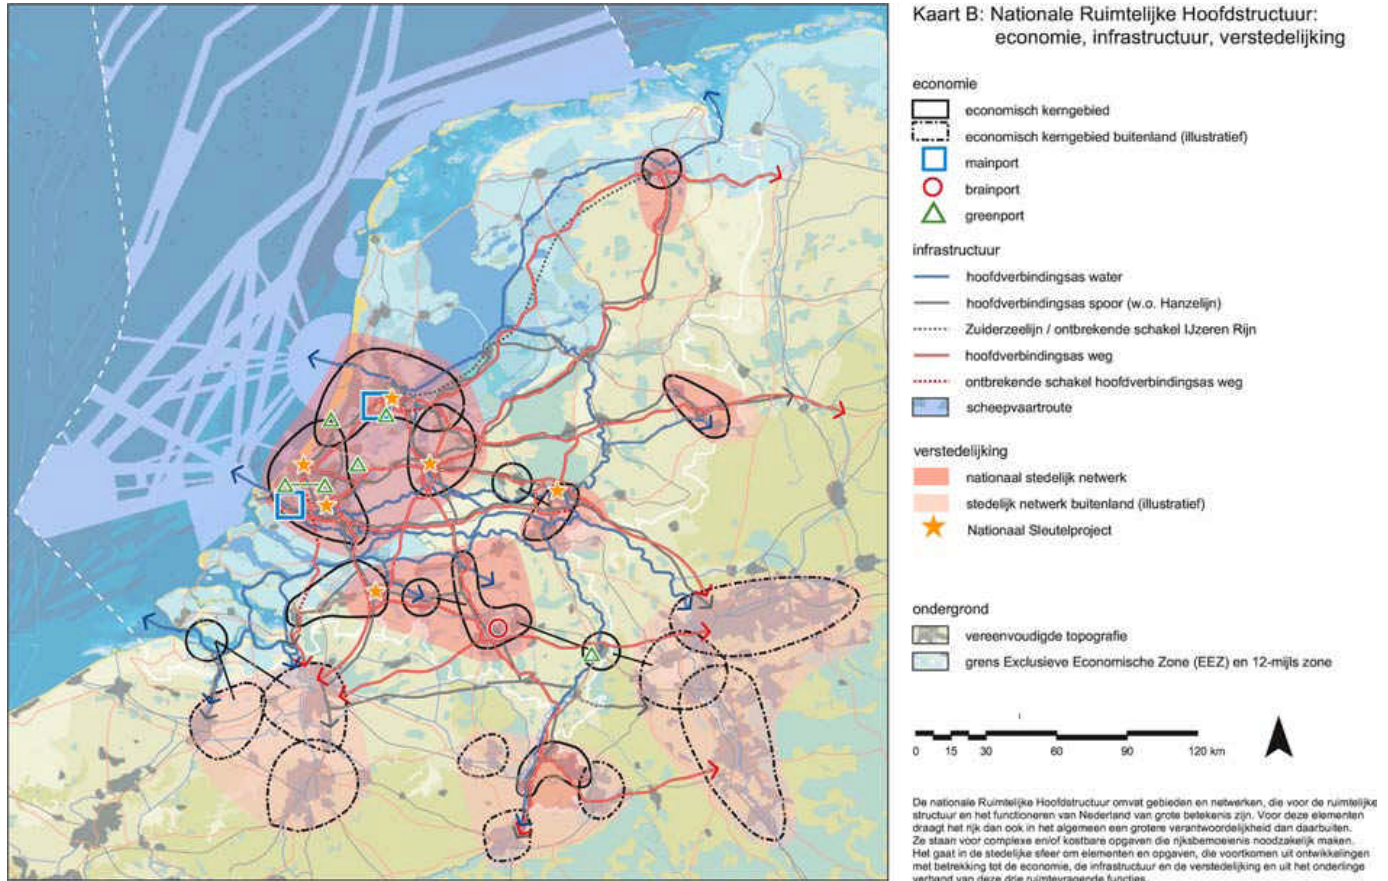 Kaart B: Nationale Ruimtelijke Hoofdstructuur:
economie, infrastructuur, verstedelijking
economie
economisch kerngebied
economisch kerngebied buitenland (illustratief)
mainport
brainport
greenport
infrastructuur
hoofdverbindingsas water
hoofdverbindingsas spoor (w.o. Hanzelijn)
Zuiderzeelijn / ontbrekende schakel IJzeren Rijn
hoofdverbindingsas weg
ontbrekende schakel hoofdverbindingsas weg
scheepvaartroute
verstedelijking
nationaal stedelijk netwerk
stedelijk netwerk buitenland (illustratief)
Nationaal Sleutelproject
ondergrond
vereenvoudigde topografie
grens Exclusieve Economische Zone (EEZ) en 12-mijls zone
0 15 30 60 90 120 km
De nationale Ruimtelijke Hoofdstructuur omvat gebieden en netwerken, die voor de ruimtelijke
structuur en het functioneren van Nederland van grote betekenis zijn. Voor deze elementen
draagt het rijk dan ook in het algemeen een grotere verantwoordelijkheid dan daarbuiten.
Ze staan voor complexe en/of kostbare opgaven die rijksbemoeienis noodzakelijk maken.
Het gaat in de stedelijke sfeer om elementen en opgaven, die voortkomen uit ontwikkelingen
met betrekking tot de economie, de infrastructuur en de verstedelijking en uit het onderlinge
verband van deze drie ruimtevragende functies.